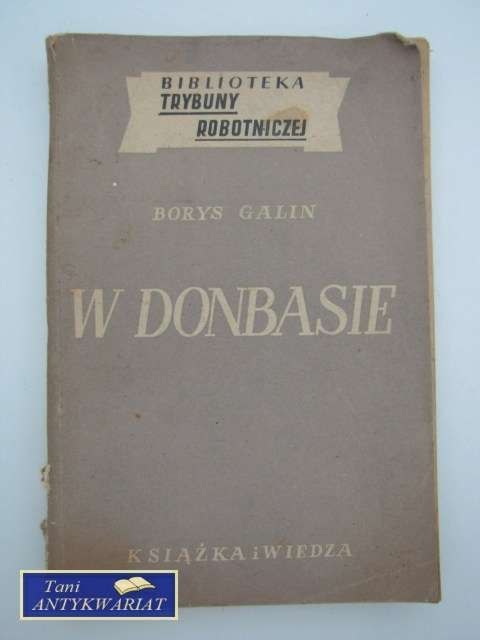 BIBLIOTEKA
TRYBUNY
ROBOTNICZEJ
BORYS GALIN
W DONBASIE
KSIĄŻKA i WIEDZA
Tani
ANTYKWARIAT